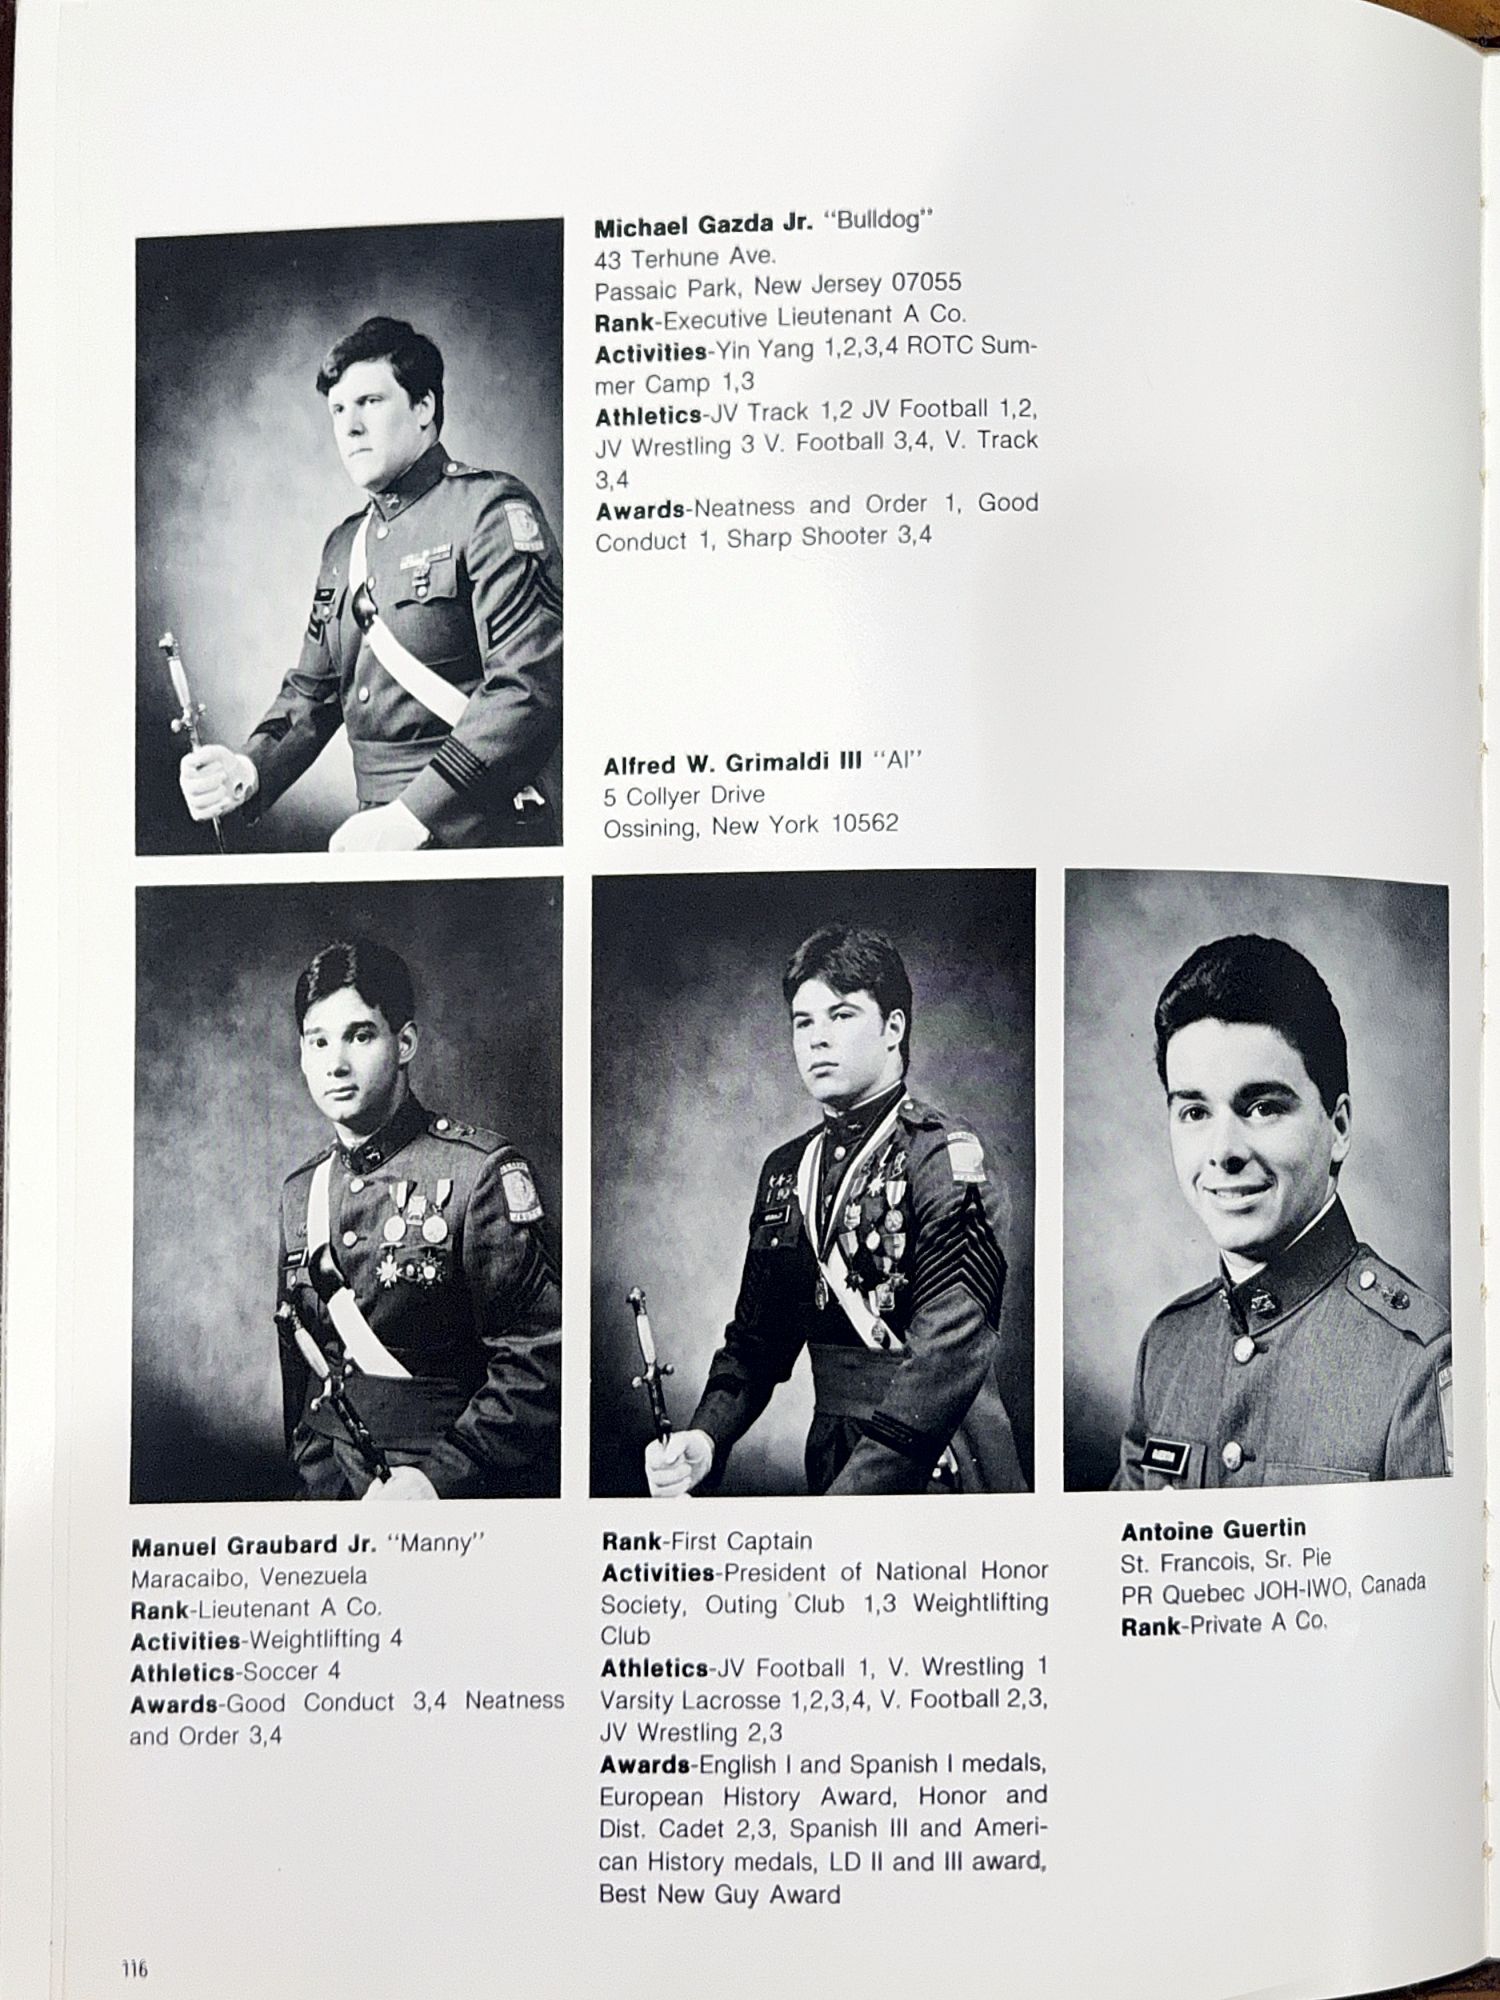 Michael Gazda Jr. "Bulldog"
43 Terhune Ave.
Passaic Park, New Jersey 07055
Rank-Executive Lieutenant A Co.
Activities-Yin Yang 1,2,3,4 ROTC Sum-
mer Camp 1,3
Athletics-JV Track 1,2 JV Football 1,2,
JV Wrestling 3 V. Football 3,4, V. Track
3,4
Awards-Neatness and Order 1, Good
Conduct 1, Sharp Shooter 3,4
Alfred W. Grimaldi III "Al"
5 Collyer Drive
Ossining, New York 10562
Manuel Graubard Jr. "Manny"
Maracaibo, Venezuela
Rank-Lieutenant A Co.
Activities-Weightlifting 4
Athletics-Soccer 4
Awards-Good Conduct 3,4 Neatness
and Order 3,4
Rank-First Captain
Activities-President of National Honor
Society, Outing Club 1,3 Weightlifting
Club
Athletics-JV Football 1, V. Wrestling 1
Varsity Lacrosse 1,2,3,4, V. Football 2,3,
JV Wrestling 2,3
Awards-English I and Spanish I medals,
European History Award, Honor and
Dist. Cadet 2,3, Spanish III and Ameri-
can History medals, LD II and III award,
Best New Guy Award
Antoine Guertin
St. Francois, Sr. Pie
PR Quebec JOH-IWO, Canada
Rank-Private A Co.
116